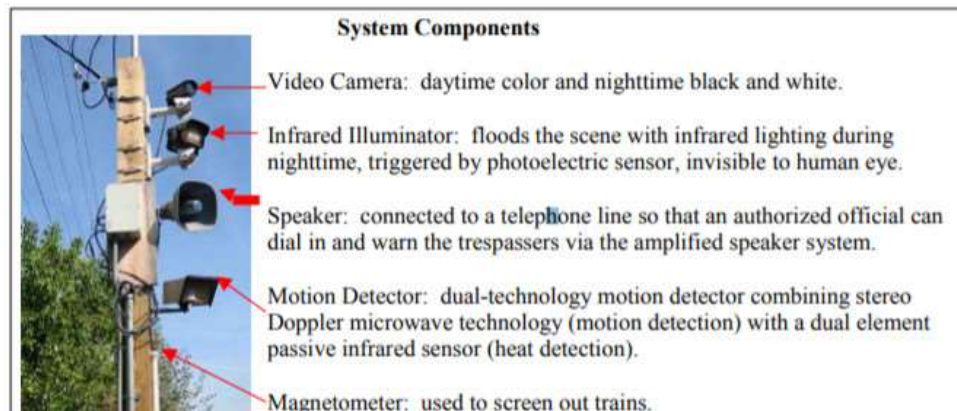 System Components
Video Camera: daytime color and nighttime black and white.
Infrared Illuminator: floods the scene with infrared lighting during
nighttime, triggered by photoelectric sensor, invisible to human eye.
Speaker: connected to a telephone line so that an authorized official can
dial in and warn the trespassers via the amplified speaker system.
Motion Detector: dual-technology motion detector combining stereo
Doppler microwave technology (motion detection) with a dual element
passive infrared sensor (heat detection).
Magnetometer: used to screen out trains.